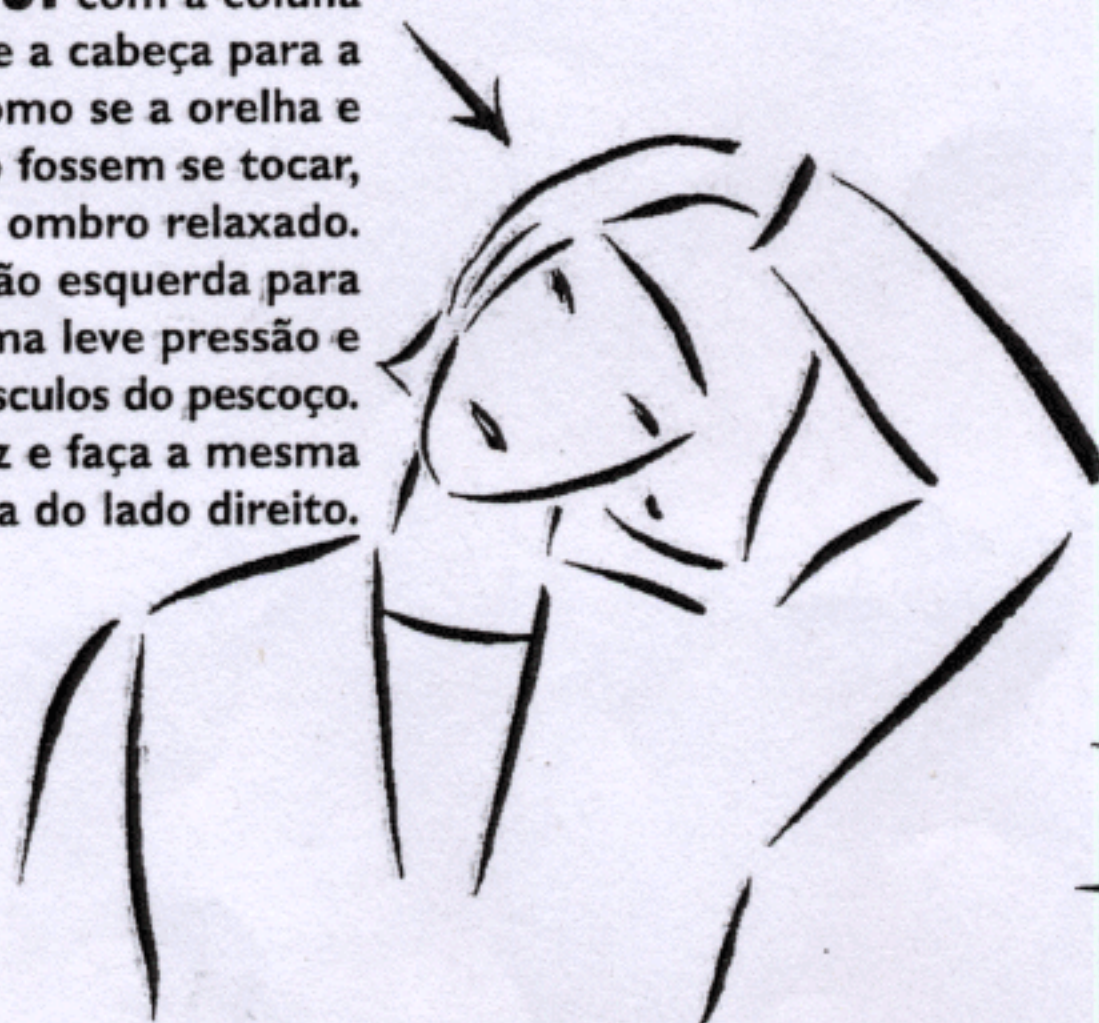 com a coluna
e a cabeça para a
omo se a orelha e
fossem se tocar,
ombro relaxado.
ão esquerda para
ma leve pressão e
sculos do pescoço.
z e faça a mesma
a do lado direito.